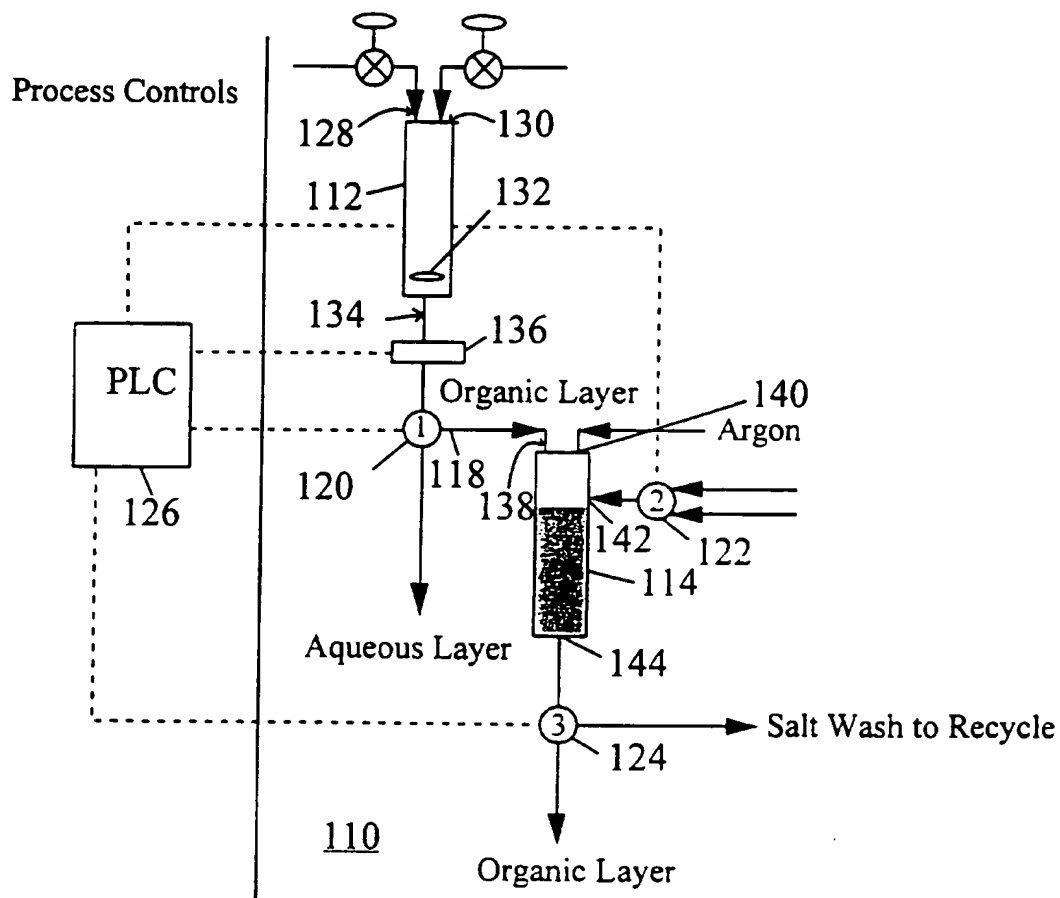 Process Controls
128
130
112
132
134
136
PLC
Organic Layer
140
1
Argon
120
118
138
2
126
142
122
114
Aqueous Layer
144
3
Salt Wash to Recycle
124
110
Organic Layer